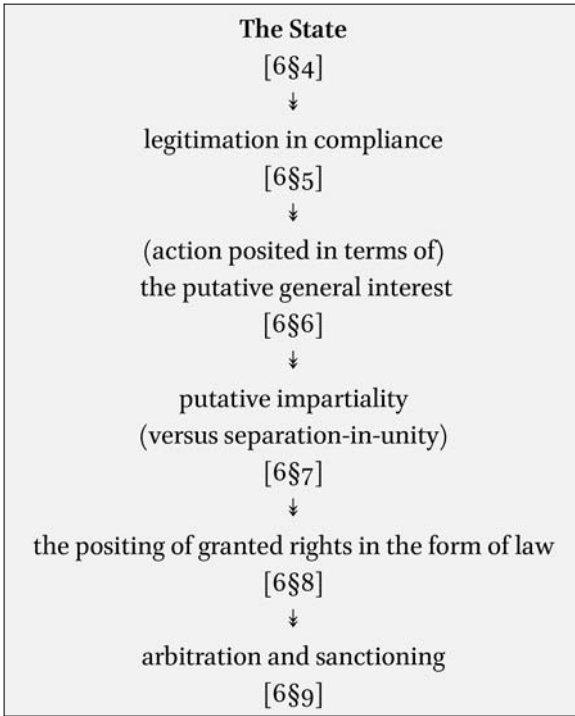 The State
[6§4]
↡
legitimation in compliance
[6§5]
↡
(action posited in terms of)
the putative general interest
[6§6]
↡
putative impartiality
(versus separation-in-unity)
[6§7]
↡
the positing of granted rights in the form of law
[6§8]
↡
arbitration and sanctioning
[6§9]